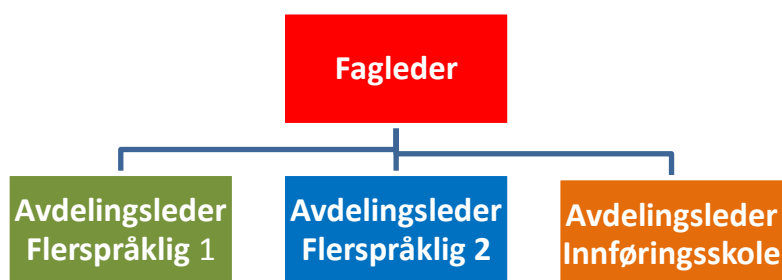 Fagleder
Avdelingsleder
Flerspråklig 1
Avdelingsleder
Flerspråklig 2
Avdelingsleder
Innføringsskole